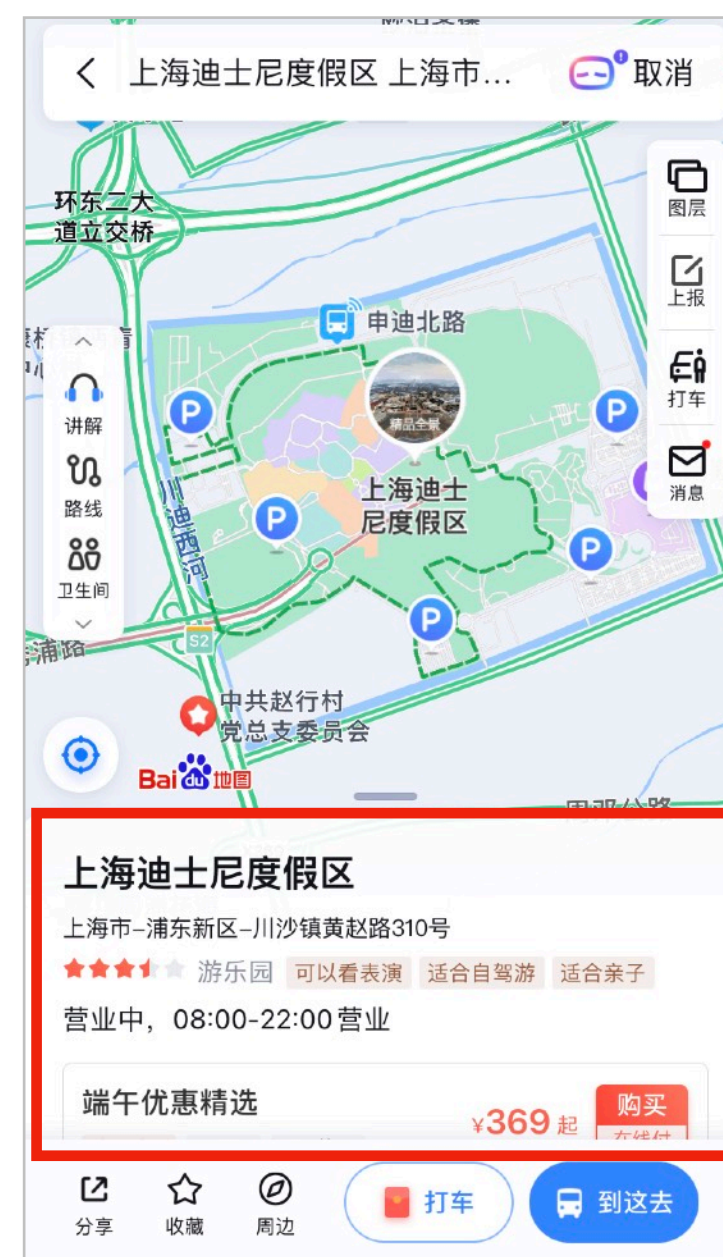 上海迪士尼度假区 上海市...
取消
环东二大
道立交桥
图层
上报
申迪北路
打车
讲解
精品全景
消息
路线
上海迪士
尼度假区
川迪西河
卫生间
S2
中共赵行村
党总支委员会
Bai du 地图
上海迪士尼度假区
上海市-浦东新区-川沙镇黄赵路310号
游乐园 可以看表演 适合自驾游 适合亲子
营业中，08:00-22:00营业
端午优惠精选
¥369起
购买
分享
收藏
周边
打车
到这去